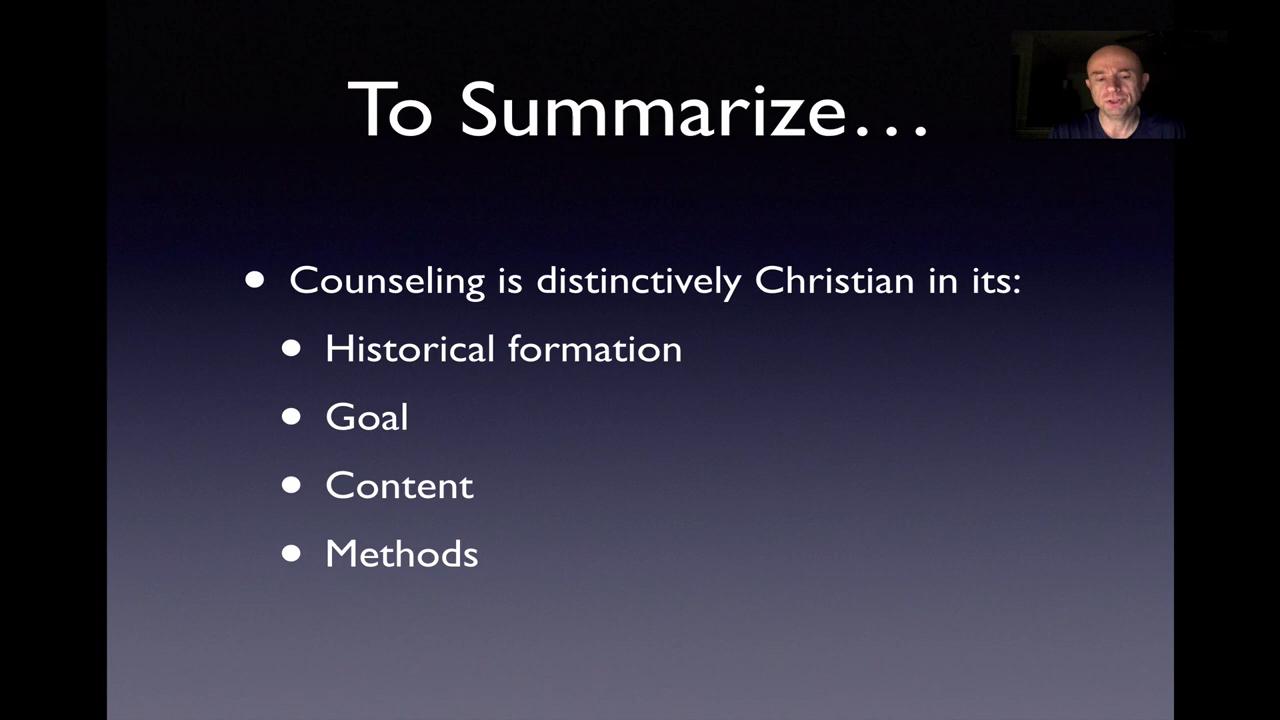 To Summarize…
• Counseling is distinctively Christian in its:
• Historical formation
• Goal
• Content
• Methods